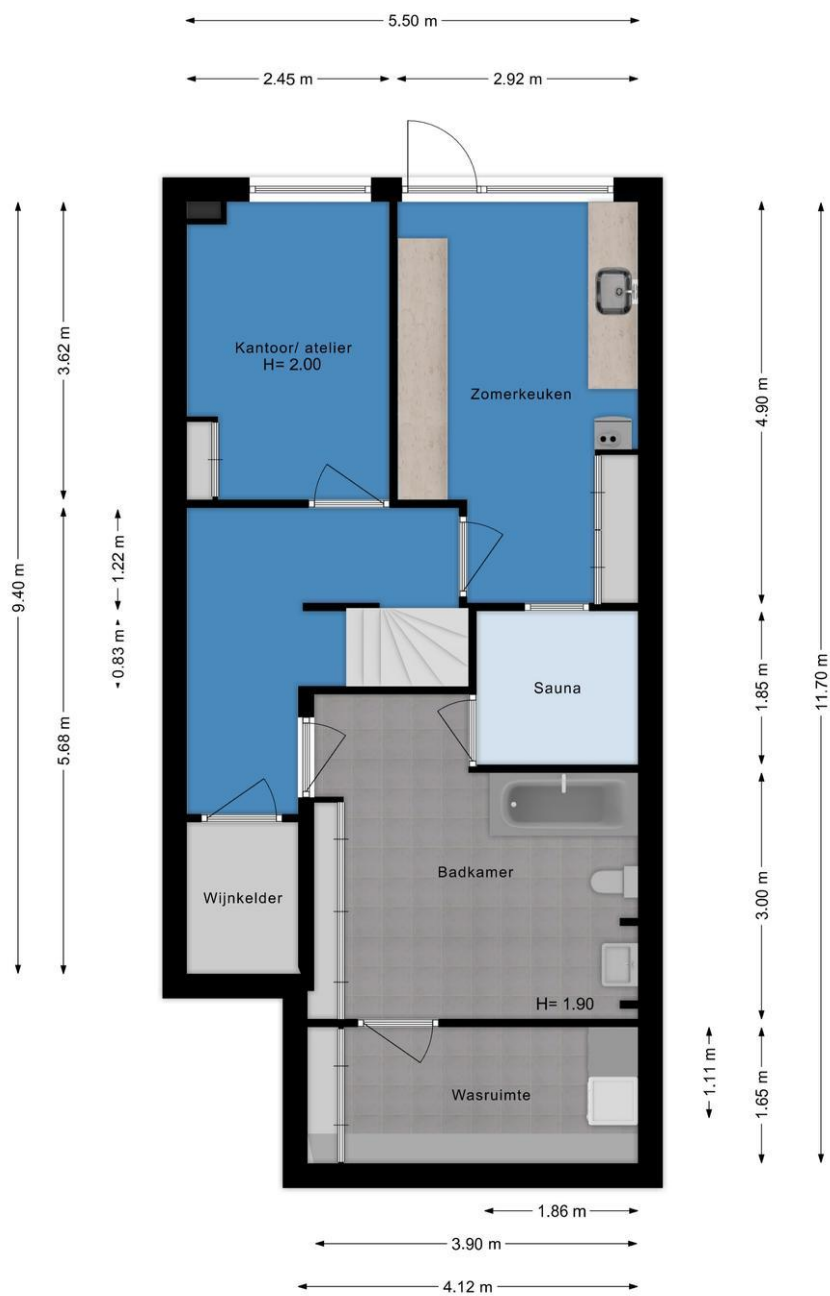 5.50 m
2.45 m
2.92 m
Kantoor/ atelier
H= 2.00
Zomerkeuken
3.62 m
4.90 m
9.40 m
1.22 m
0.83 m
11.70 m
5.68 m
Sauna
1.85 m
Badkamer
Wijnkelder
3.00 m
H= 1.90
Wasruimte
1.11 m
1.65 m
1.86 m
3.90 m
4.12 m